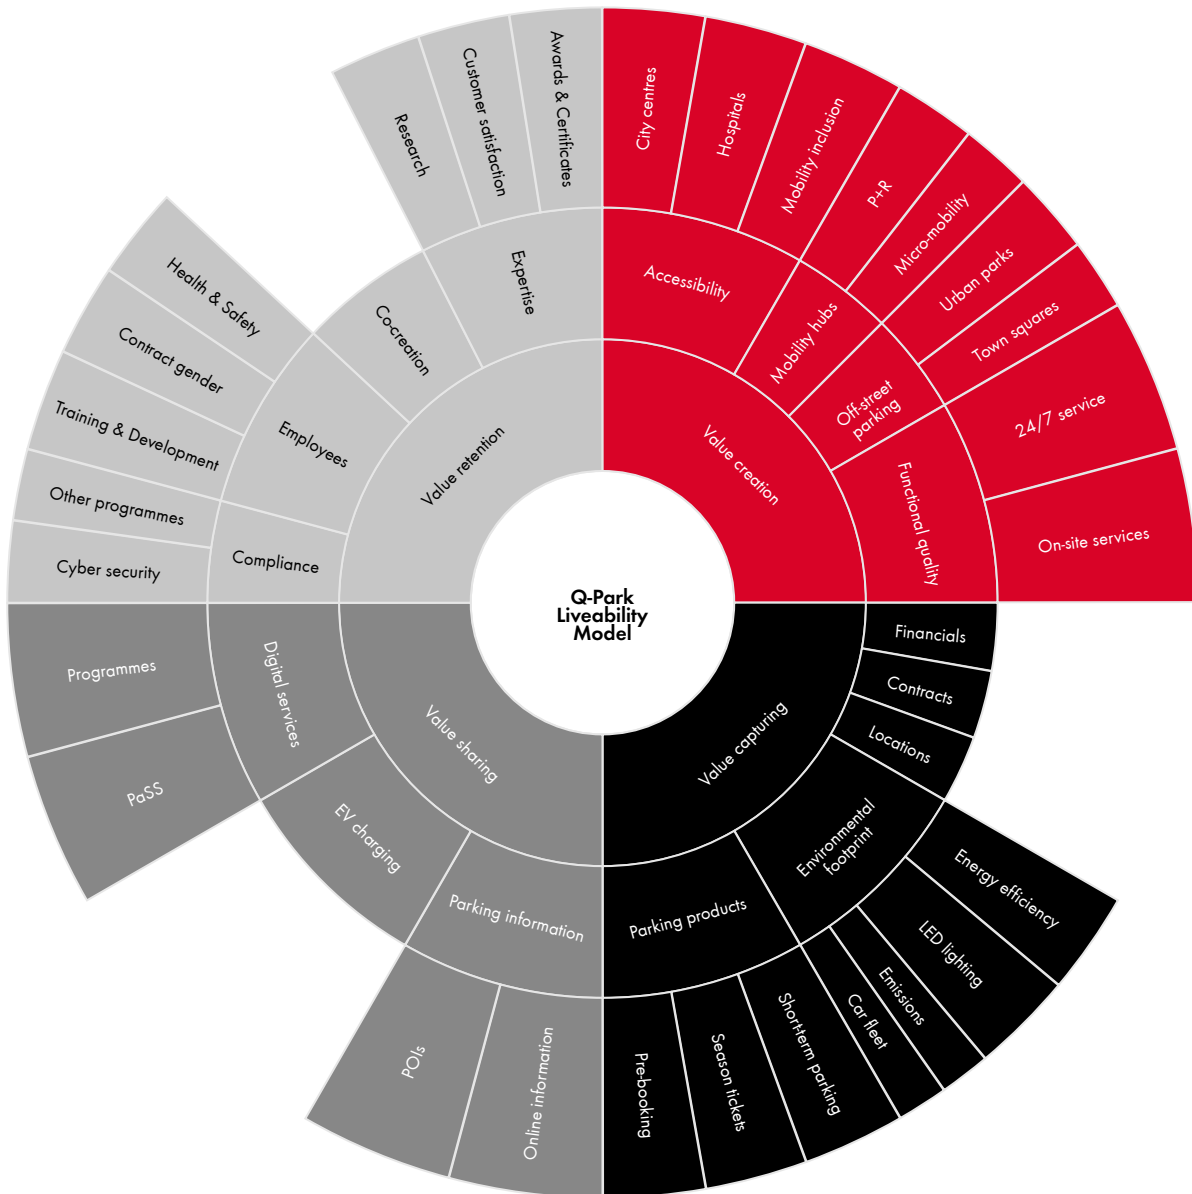 Q-Park
Liveability
Model
Value creation
Accessibility
City centres
Hospitals
Mobility inclusion
Mobility hubs
P+R
Micro-mobility
Off-street
parking
Urban parks
Town squares
Functional quality
24/7 service
On-site services
Value capturing
Financials
Contracts
Locations
Environmental
footprint
Energy efficiency
LED lighting
Emissions
Car fleet
Parking products
Short-term parking
Season tickets
Pre-booking
Value sharing
Parking information
Online information
POIs
EV charging
Digital services
PaSS
Programmes
Value retention
Compliance
Cyber security
Other programmes
Employees
Training & Development
Contract gender
Health & Safety
Co-creation
Expertise
Research
Customer satisfaction
Awards & Certificates